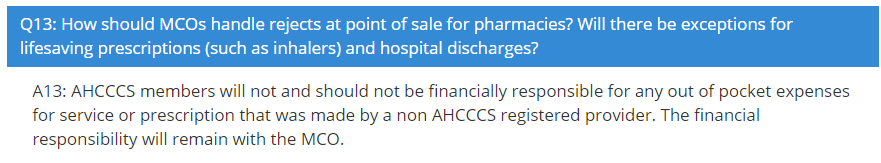 Q13: How should MCOs handle rejects at point of sale for pharmacies? Will there be exceptions for
lifesaving prescriptions (such as inhalers) and hospital discharges?
A13: AHCCCS members will not and should not be financially responsible for any out of pocket expenses
for service or prescription that was made by a non AHCCCS registered provider. The financial
responsibility will remain with the MCO.